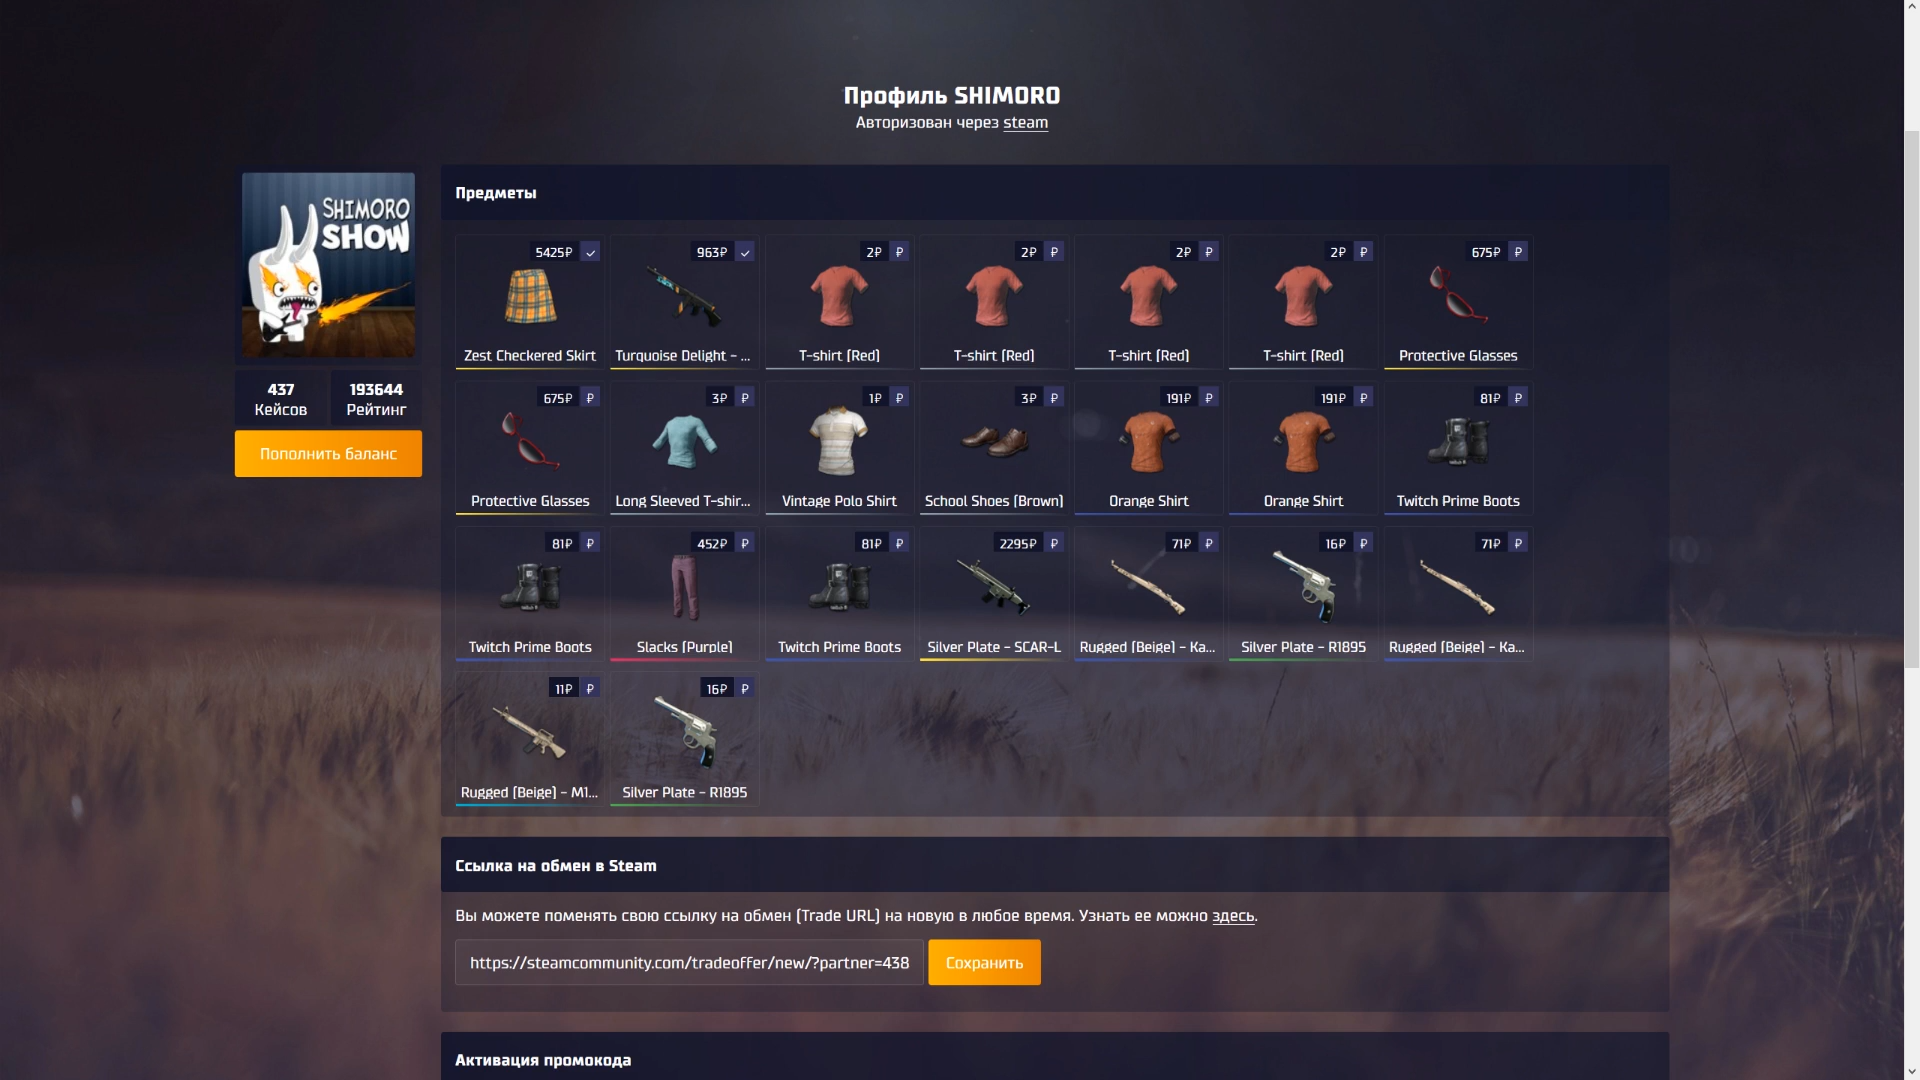 Профиль SHIMORO
Авторизован через steam
SHIMORO
SHOW
437
Кейсов
193644
Рейтинг
Пополнить баланс
Предметы
5425₽
963₽
2₽ ₽
2₽ ₽
2₽ ₽
2₽ ₽
675₽ ₽
Zest Checkered Skirt
Turquoise Delight - ...
T-shirt (Red)
T-shirt (Red)
T-shirt (Red)
T-shirt (Red)
Protective Glasses
675₽ ₽
3₽ ₽
1₽ ₽
3₽ ₽
191₽ ₽
191₽ ₽
81₽ ₽
Protective Glasses
Long Sleeved T-shir...
Vintage Polo Shirt
School Shoes (Brown)
Orange Shirt
Orange Shirt
Twitch Prime Boots
81₽ ₽
452₽ ₽
81₽ ₽
2295₽ ₽
71₽ ₽
16₽ ₽
71₽ ₽
Twitch Prime Boots
Slacks (Purple)
Twitch Prime Boots
Silver Plate - SCAR-L
Rugged (Beige) - Ka...
Silver Plate - R1895
Rugged (Beige) - Ka...
11₽ ₽
16₽ ₽
Rugged (Beige) - M1...
Silver Plate - R1895
Ссылка на обмен в Steam
Вы можете поменять свою ссылку на обмен (Trade URL) на новую в любое время. Узнать ее можно здесь.
https://steamcommunity.com/tradeoffer/new/?partner=438
Сохранить
Активация промокода